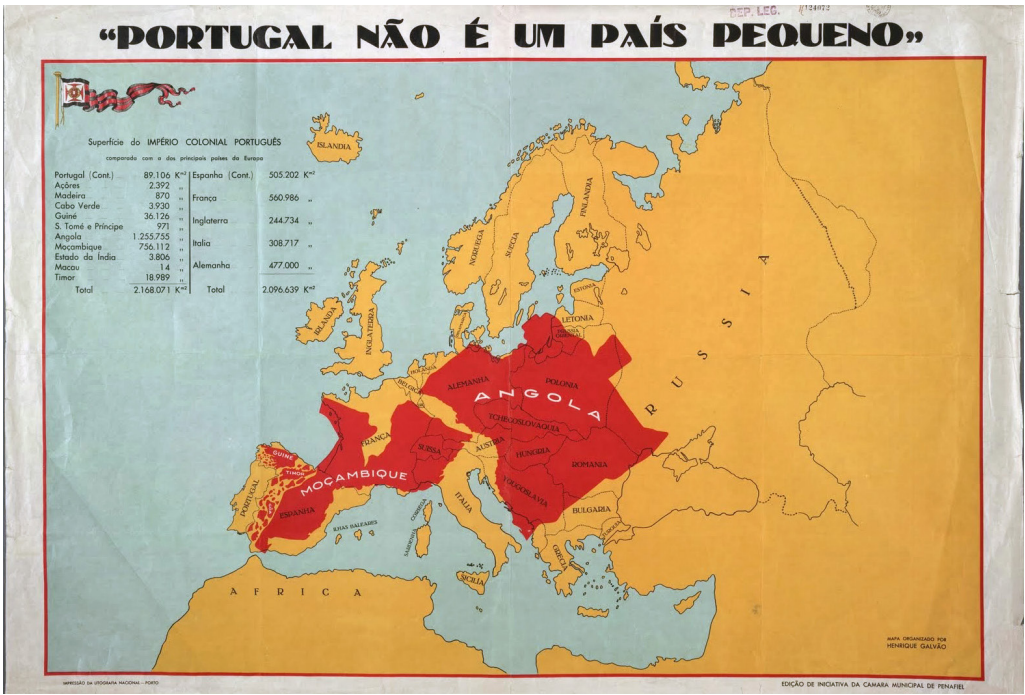 DEP. LEG.
“PORTUGAL NÃO É UM PAÍS PEQUENO”
Superfície do IMPÉRIO COLONIAL PORTUGUÊS
comparada com a dos principais países da Europa
Portugal (Cont.) 89.106 Km² Espanha (Cont.) 505.202 Km²
Açôres 2.392 „
Madeira 870 „ França 560.986 „
Cabo Verde 3.930 „
Guiné 36.126 „ Inglaterra 244.734 „
S. Tomé e Príncipe 971 „
Angola 1.255.755 „
Moçambique 756.112 „ Italia 308.717 „
Estado da Índia 3.806 „
Macau 14 „ Alemanha 477.000 „
Timor 18.989 „
Total 2.168.071 Km² Total 2.096.639 Km²
ISLANDIA
NORUEGA
SUECIA
FINLANDIA
ESTONIA
LETONIA
RUSSIA
IRLANDA
INGLATERRA
HOLANDA
BELGICA
ALEMANHA
POLONIA
ANGOLA
TCHECOSLOVAQUIA
FRANÇA
SUISSA
AUSTRIA
HUNGRIA
ROMANIA
YOGOSLAVIA
BULGARIA
TURQUIA
GRECIA
GUINÉ
TIMOR
MOÇAMBIQUE
PORTUGAL
ESPANHA
ILHAS BALEARES
CORSEGA
SARDENHA
ITALIA
SICILIA
AFRICA
MAPA ORGANIZADO POR
HENRIQUE GALVÃO
IMPRESSÃO DA LITOGRAFIA NACIONAL - PORTO
EDIÇÃO DE INICIATIVA DA CAMARA MUNICIPAL DE PENAFIEL